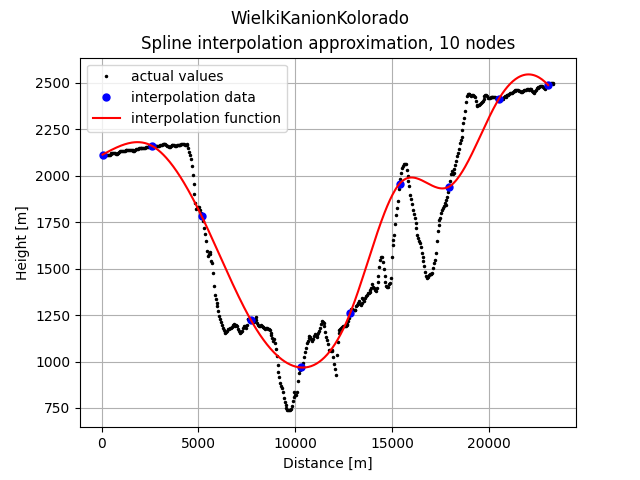 WielkiKanionKolorado
Spline interpolation approximation, 10 nodes
actual values
interpolation data
interpolation function
2500
2250
2000
1750
1500
1250
1000
750
Height [m]
0
5000
10000
15000
20000
Distance [m]